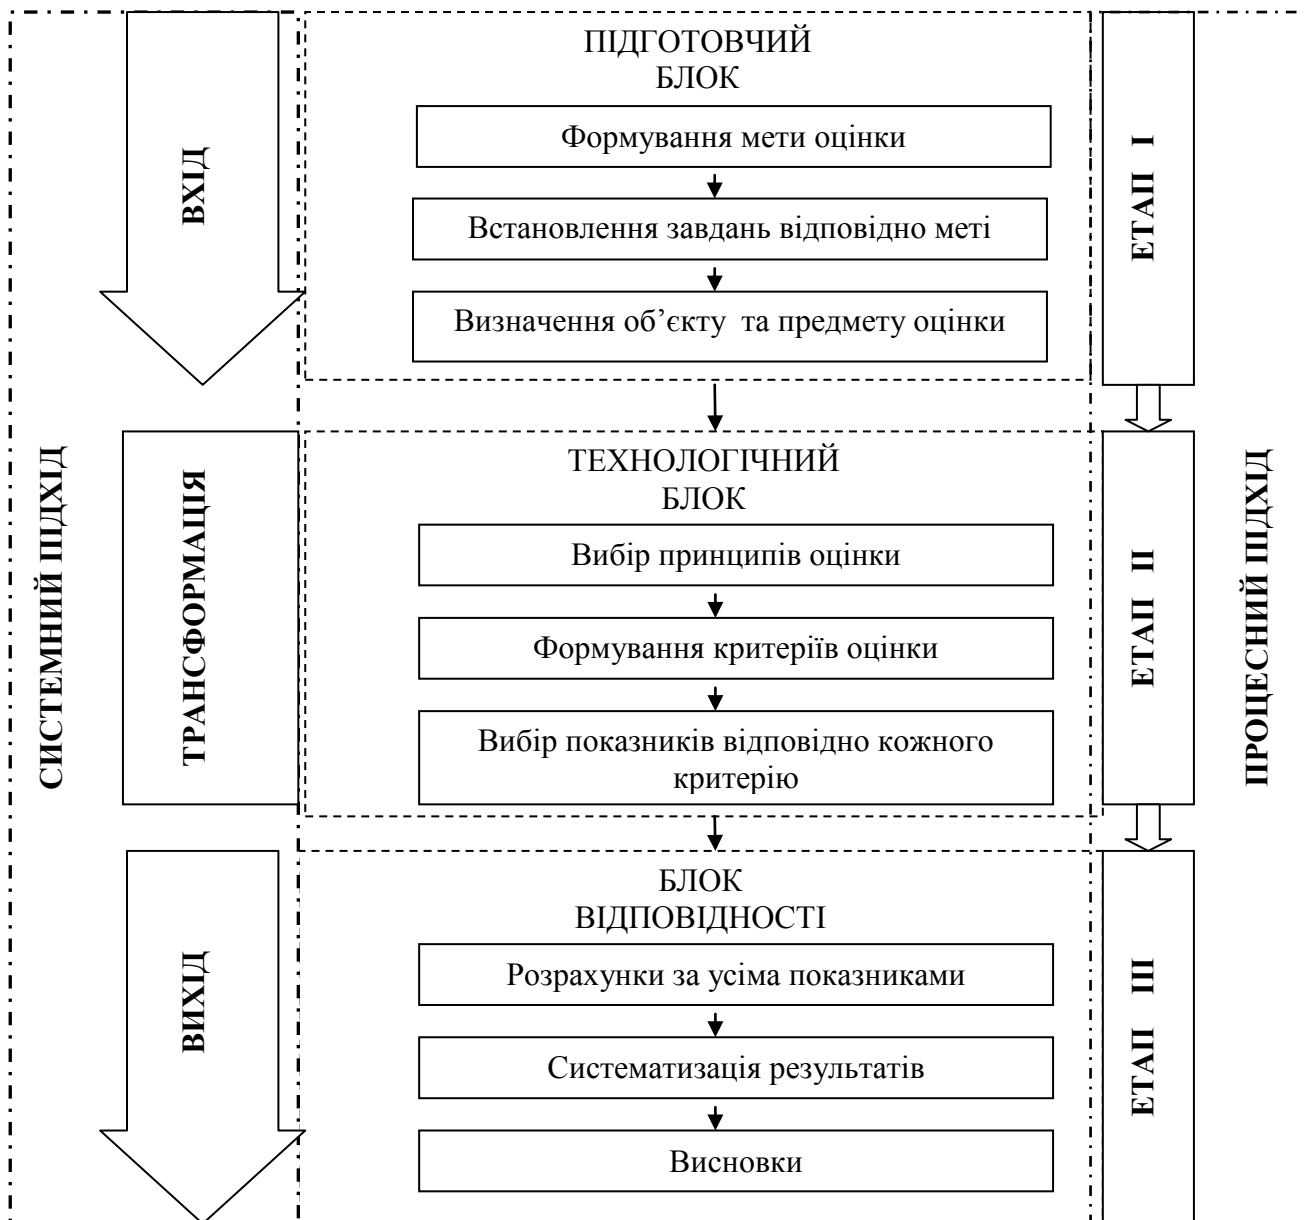 СИСТЕМНИЙ ПІДХІД
ВХІД
ПІДГОТОВЧИЙ
БЛОК
Формування мети оцінки
Встановлення завдань відповідно меті
Визначення об’єкту та предмету оцінки
ЕТАП І
ТРАНСФОРМАЦІЯ
ТЕХНОЛОГІЧНИЙ
БЛОК
Вибір принципів оцінки
Формування критеріїв оцінки
Вибір показників відповідно кожного
критерію
ЕТАП ІІ
ВИХІД
БЛОК
ВІДПОВІДНОСТІ
Розрахунки за усіма показниками
Систематизація результатів
Висновки
ЕТАП ІІІ
ПРОЦЕСНИЙ ПІДХІД